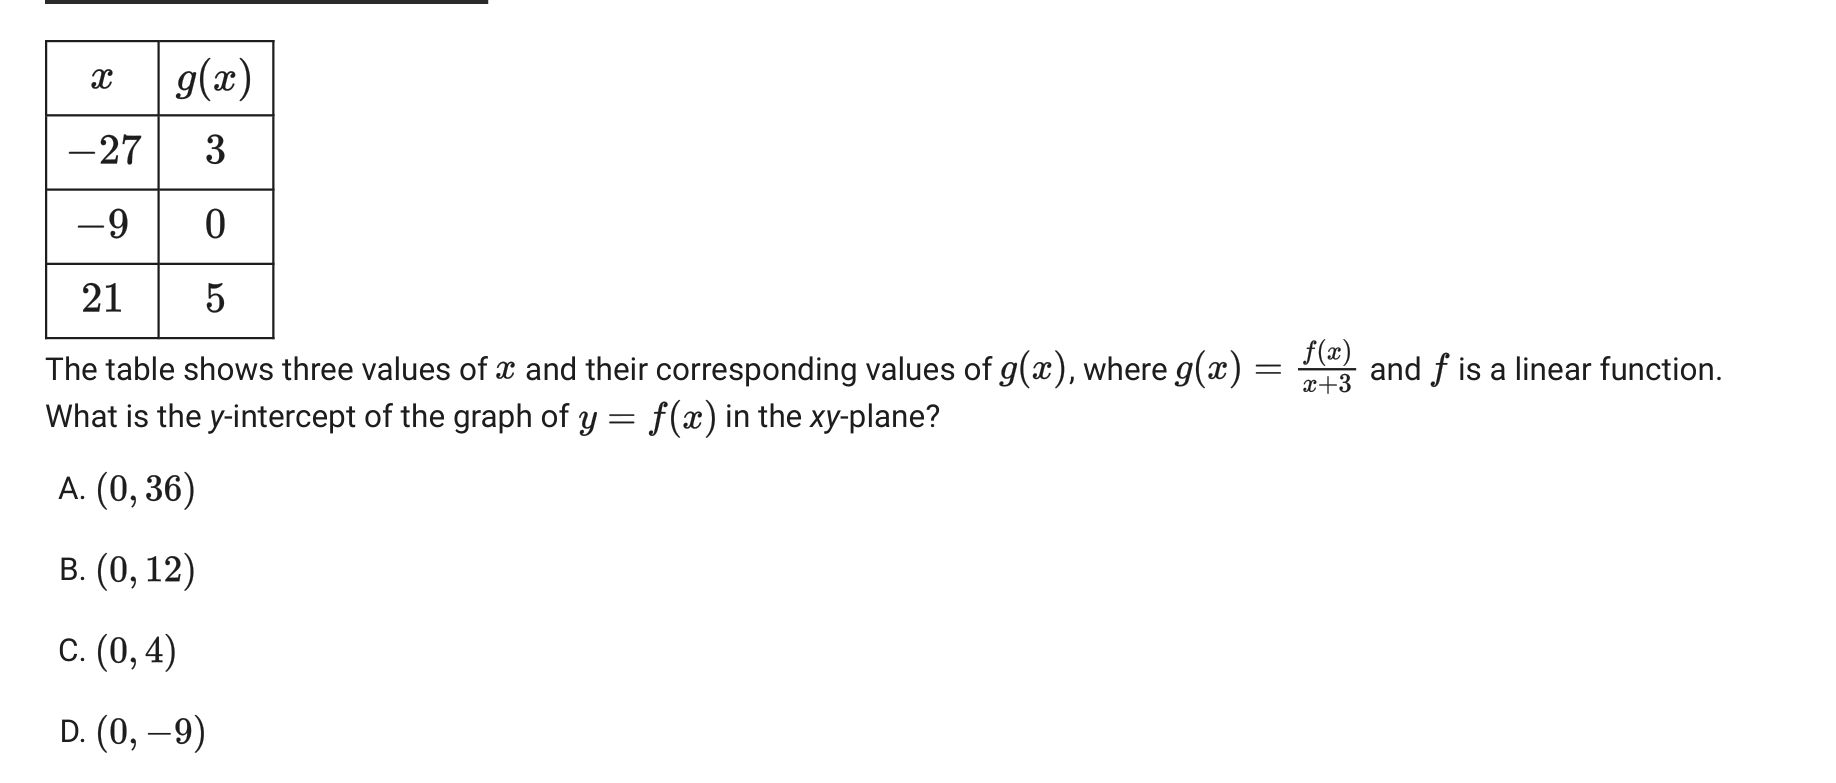 x g(x)
−27 3
−9 0
21 5
The table shows three values of x and their corresponding values of g(x), where g(x) = f(x)/(x+3) and f is a linear function.
What is the y-intercept of the graph of y = f(x) in the xy-plane?
A. (0, 36)
B. (0, 12)
C. (0, 4)
D. (0, −9)